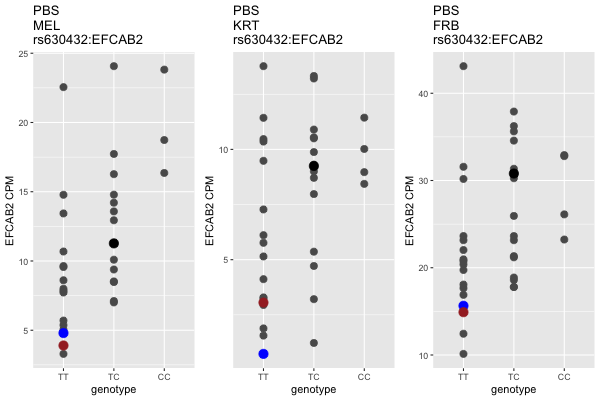 PBS
MEL
rs630432:EFCAB2
EFCAB2 CPM
25
20
15
10
5
TT TC CC
genotype
PBS
KRT
rs630432:EFCAB2
EFCAB2 CPM
10
5
TT TC CC
genotype
PBS
FRB
rs630432:EFCAB2
EFCAB2 CPM
40
30
20
10
TT TC CC
genotype